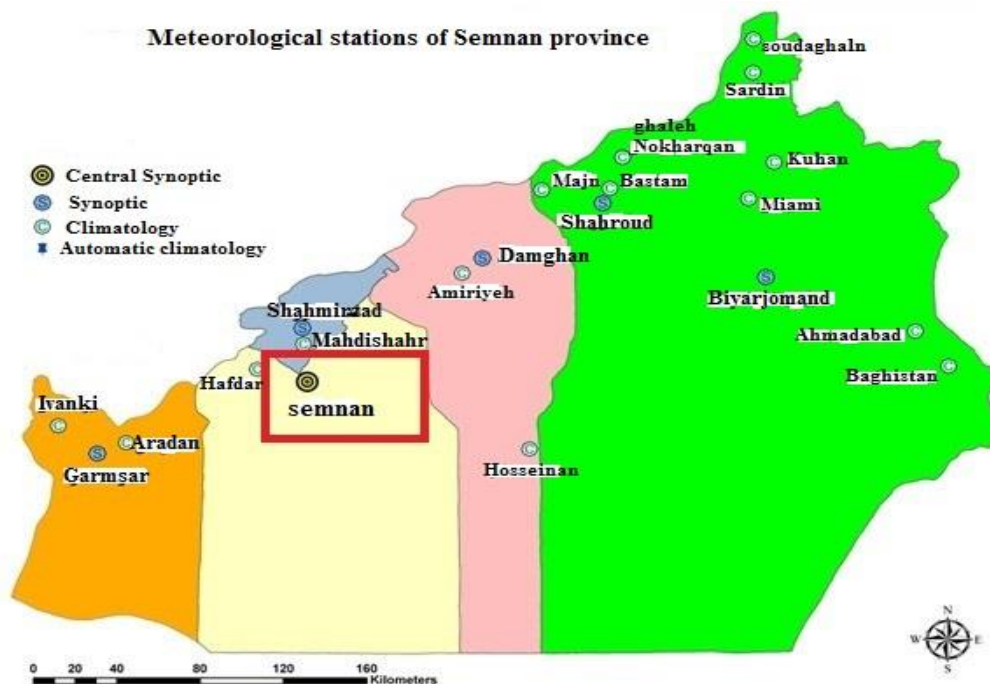 Meteorological stations of Semnan province
soudaghaln
Sardin
ghaleh
Nokharqan
Kuhan
Central Synoptic
Synoptic
Climatology
Automatic climatology
S
C
Majn
Bastam
Miami
Shahroud
Damghan
Amiriyeh
Biyarjomand
Shahmirzad
Mahdishahr
Ahmadabad
Hafdar
Baghistan
semnan
Ivanki
Aradan
Garmsar
Hosseinan
N
W
E
S
0 20 40 80 120 160
Kilometers